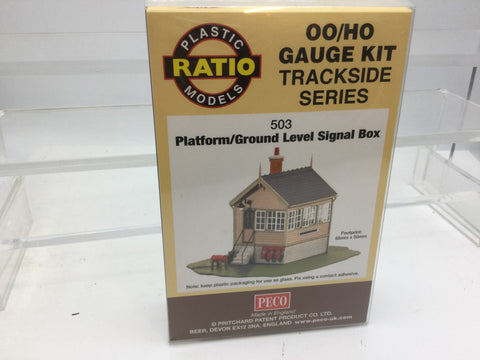 PLASTIC
RATIO
MODELS
OO/HO
GAUGE KIT
TRACKSIDE
SERIES
503
Platform/Ground Level Signal Box
Footprint:
65mm x 50mm
Note: keep plastic packaging for use as glass. Fix using a contact adhesive.
PECO
Made in England
© PRITCHARD PATENT PRODUCT CO. LTD.
BEER, DEVON EX12 3NA, ENGLAND www.peco-uk.com